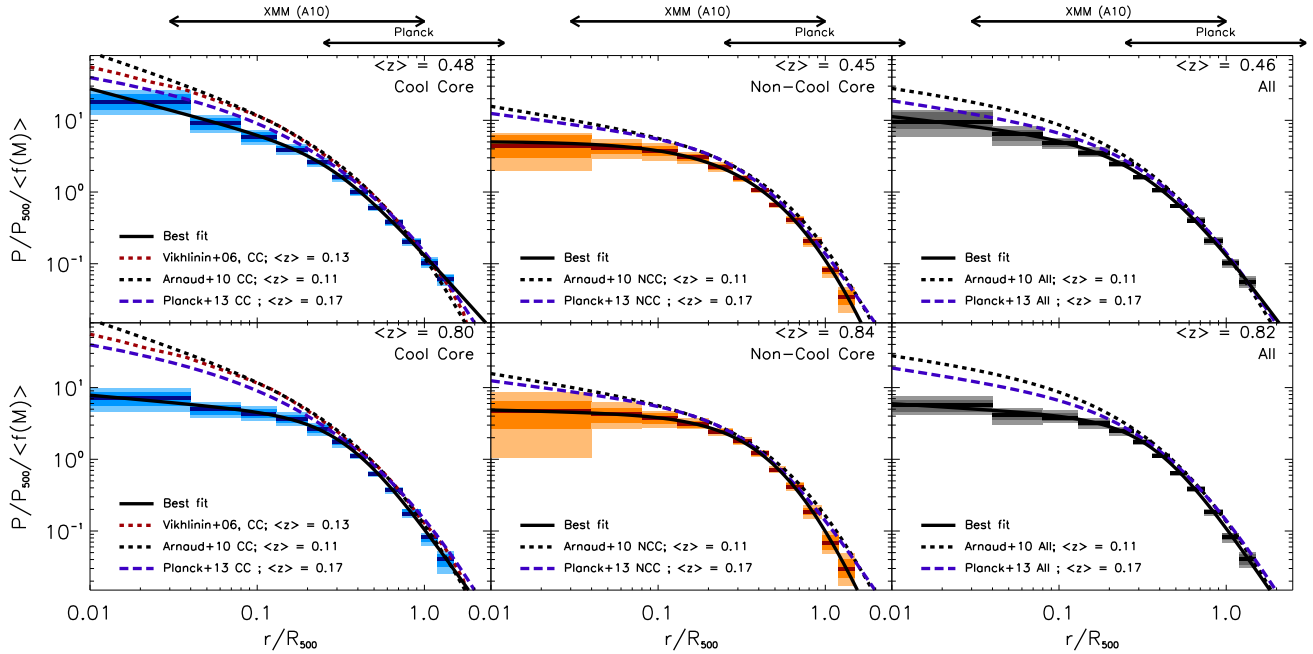 XMM (A10) XMM (A10) XMM (A10)
Planck Planck Planck
<z> = 0.48
Cool Core
10¹
10⁰
10⁻¹
P/P₅₀₀/<f(M)>
Best fit
Vikhlinin+06, CC; <z> = 0.13
Arnaud+10 CC; <z> = 0.11
Planck+13 CC ; <z> = 0.17
<z> = 0.45
Non-Cool Core
Best fit
Arnaud+10 NCC; <z> = 0.11
Planck+13 NCC ; <z> = 0.17
<z> = 0.46
All
Best fit
Arnaud+10 All; <z> = 0.11
Planck+13 All ; <z> = 0.17
<z> = 0.80
Cool Core
10¹
10⁰
10⁻¹
P/P₅₀₀/<f(M)>
Best fit
Vikhlinin+06, CC; <z> = 0.13
Arnaud+10 CC; <z> = 0.11
Planck+13 CC ; <z> = 0.17
<z> = 0.84
Non-Cool Core
Best fit
Arnaud+10 NCC; <z> = 0.11
Planck+13 NCC ; <z> = 0.17
<z> = 0.82
All
Best fit
Arnaud+10 All; <z> = 0.11
Planck+13 All ; <z> = 0.17
0.01 0.1 1.0 0.1 1.0 0.01 0.1 1.0
r/R₅₀₀ r/R₅₀₀ r/R₅₀₀